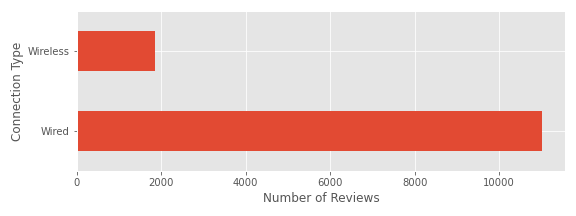 Connection Type
Wireless
Wired
0 2000 4000 6000 8000 10000
Number of Reviews